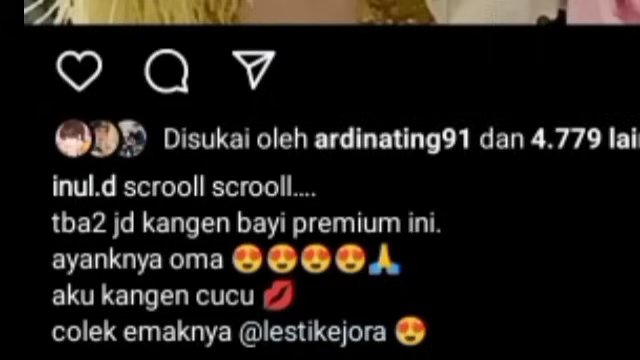 Disukai oleh ardinating91 dan 4.779 lai
inul.d scrooll scrooll....
tba2 jd kangen bayi premium ini.
ayanknya oma 😍😍😍😍🙏
aku kangen cucu 💋
colek emaknya @lestikejora 😍